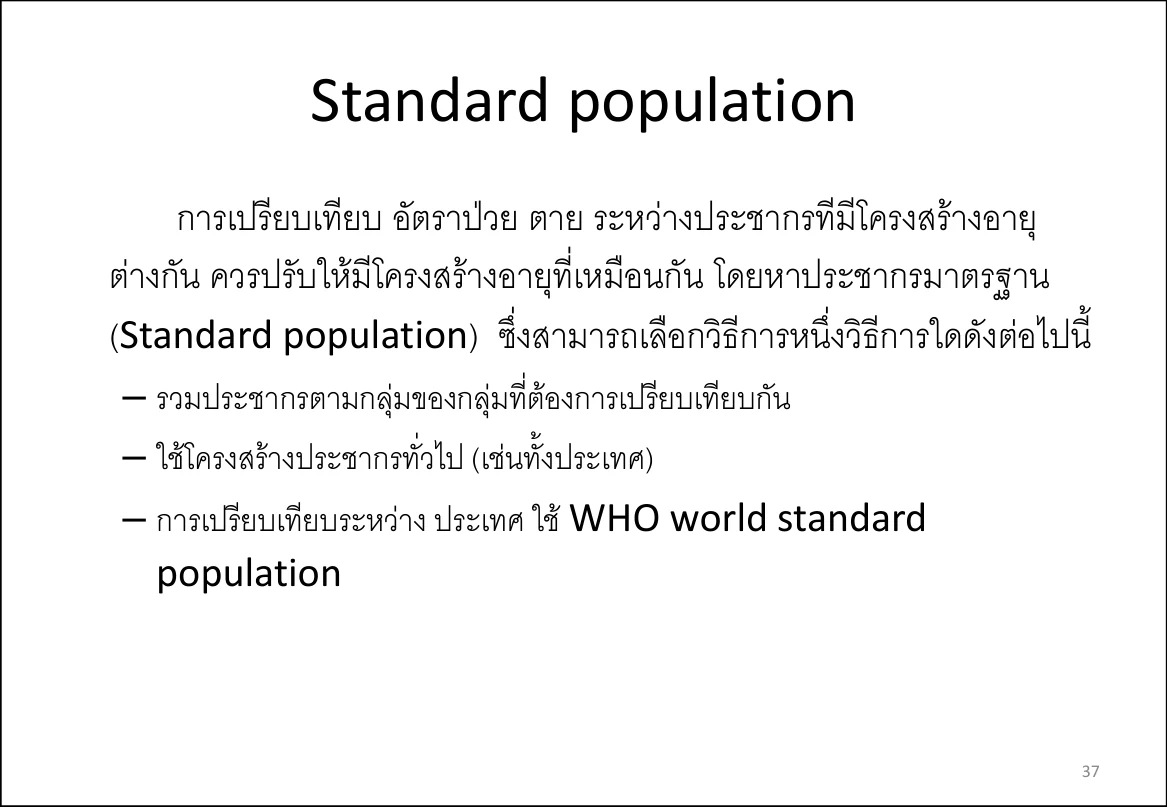 Standard population
การเปรียบเทียบ อัตราป่วย ตาย ระหว่างประชากรที่มีโครงสร้างอายุ
ต่างกัน ควรปรับให้มีโครงสร้างอายุที่เหมือนกัน โดยหาประชากรมาตรฐาน
(Standard population) ซึ่งสามารถเลือกวิธีการหนึ่งวิธีการใดดังต่อไปนี้
– รวมประชากรตามกลุ่มของกลุ่มที่ต้องการเปรียบเทียบกัน
– ใช้โครงสร้างประชากรทั่วไป (เช่นทั้งประเทศ)
– การเปรียบเทียบระหว่าง ประเทศ ใช้ WHO world standard
population
37